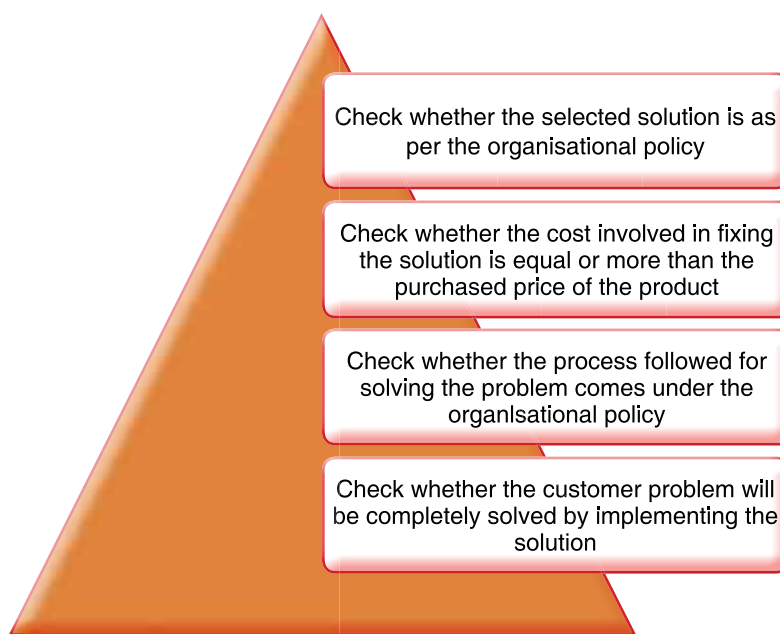 Check whether the selected solution is as
per the organisational policy
Check whether the cost involved in fixing
the solution is equal or more than the
purchased price of the product
Check whether the process followed for
solving the problem comes under the
organlsational policy
Check whether the customer problem will
be completely solved by implementing the
solution